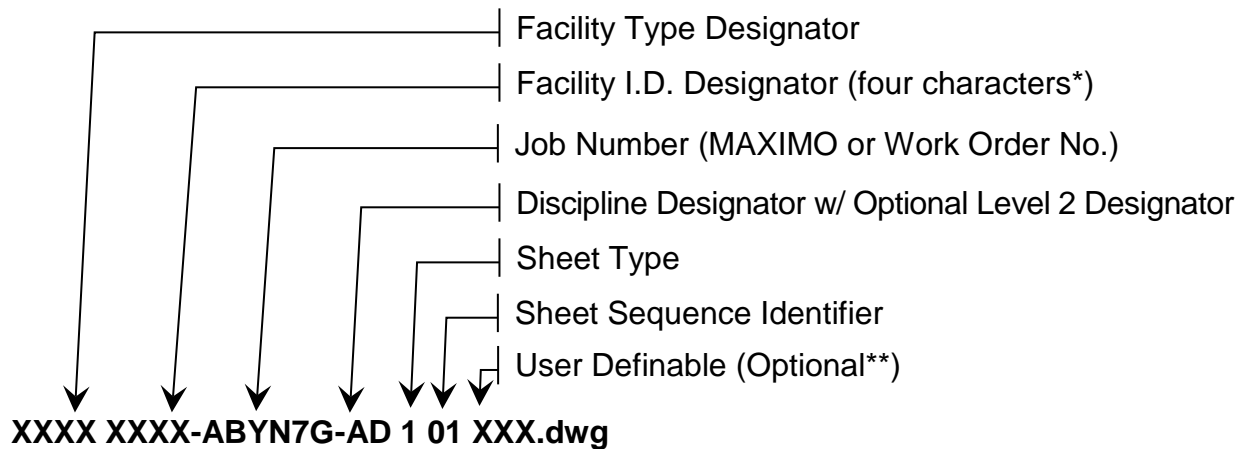 Facility Type Designator
Facility I.D. Designator (four characters*)
Job Number (MAXIMO or Work Order No.)
Discipline Designator w/ Optional Level 2 Designator
Sheet Type
Sheet Sequence Identifier
User Definable (Optional**)
XXXX XXXX-ABYN7G-AD 1 01 XXX.dwg